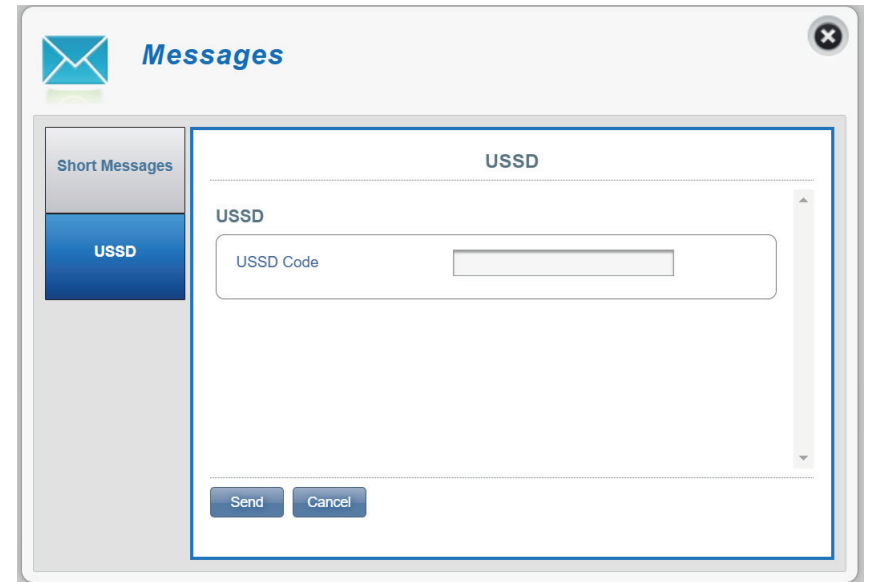 Messages
Short Messages
USSD
USSD
USSD
USSD Code
Send Cancel